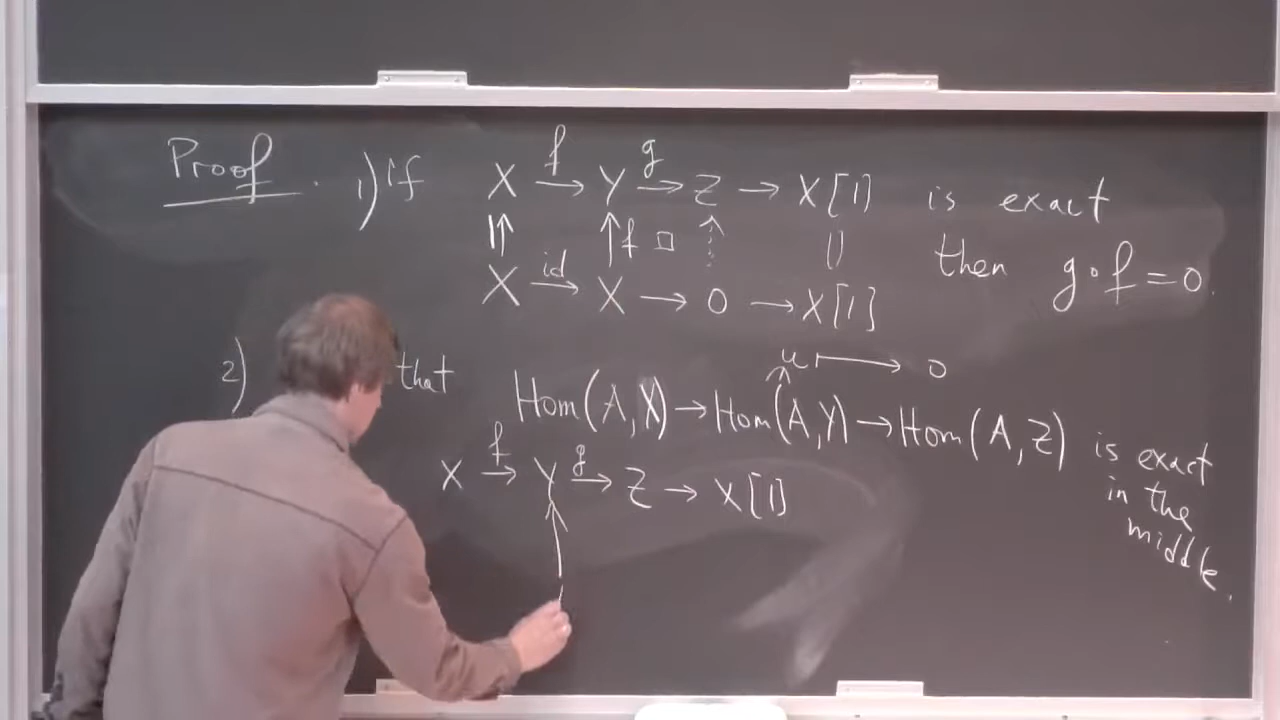 Proof. 1) if X →f Y →g Z → X[1] is exact
|| ↑ ↑f □ ⇡ || then g∘f = 0.
X →id X → 0 → X[1]
u ↦ 0
2) that Hom(A,X) → Hom(A,Y) → Hom(A,Z) is exact in the middle.
X →f Y →g Z → X[1]